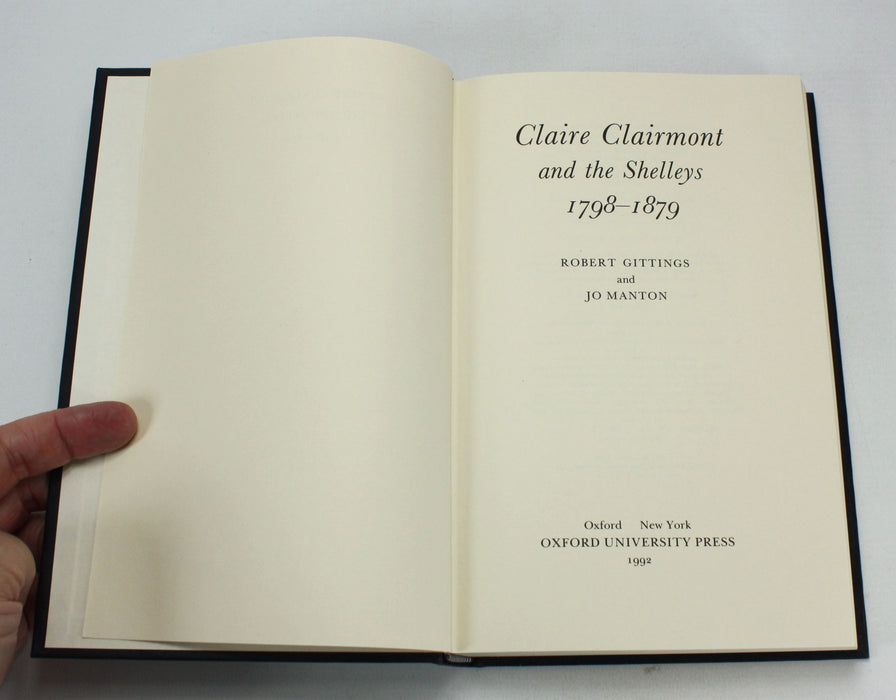 Claire Clairmont
and the Shelleys
1798–1879
ROBERT GITTINGS
and
JO MANTON
Oxford New York
OXFORD UNIVERSITY PRESS
1992